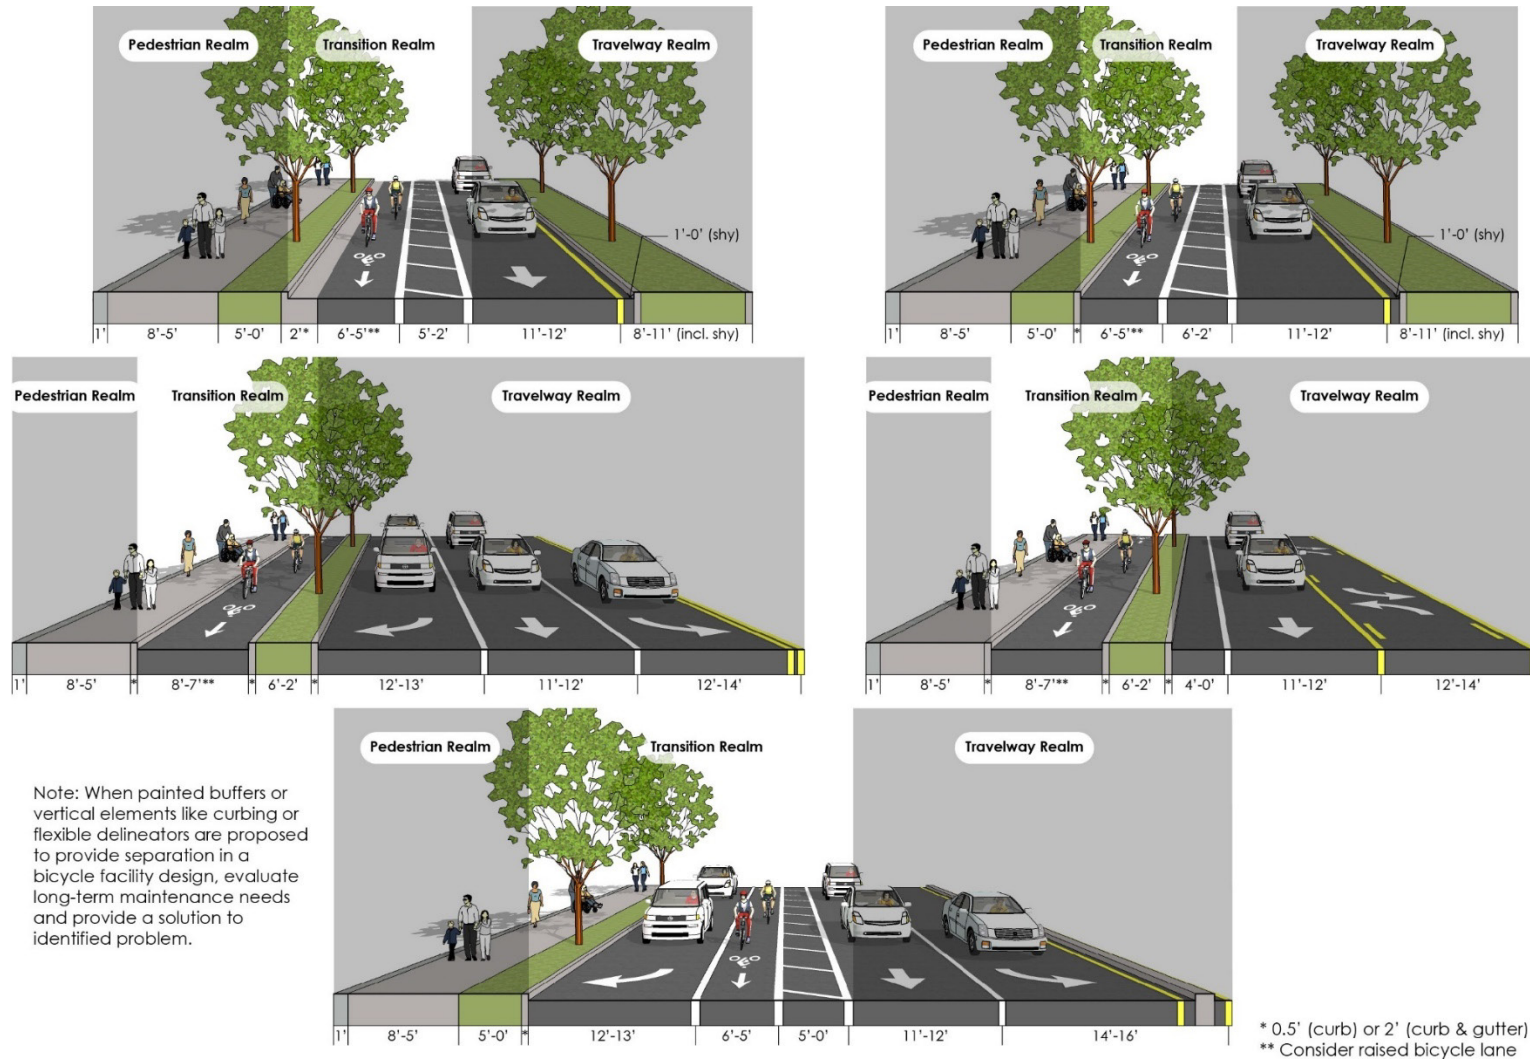 Pedestrian Realm
Transition Realm
Travelway Realm
1'-0' (shy)
1'
8'-5'
5'-0'
2'*
6'-5'**
5'-2'
11'-12'
8'-11' (incl. shy)
Pedestrian Realm
Transition Realm
Travelway Realm
1'-0' (shy)
1'
8'-5'
5'-0'
*
6'-5'**
6'-2'
11'-12'
8'-11' (incl. shy)
Pedestrian Realm
Transition Realm
Travelway Realm
1'
8'-5'
*
8'-7'**
*
6'-2'
*
12'-13'
11'-12'
12'-14'
Pedestrian Realm
Transition Realm
Travelway Realm
1'
8'-5'
*
8'-7'**
*
6'-2'
*
4'-0'
11'-12'
12'-14'
Note: When painted buffers or
vertical elements like curbing or
flexible delineators are proposed
to provide separation in a
bicycle facility design, evaluate
long-term maintenance needs
and provide a solution to
identified problem.
Pedestrian Realm
Transition Realm
Travelway Realm
1'
8'-5'
5'-0'
*
12'-13'
6'-5'
5'-0'
11'-12'
14'-16'
* 0.5' (curb) or 2' (curb & gutter)
** Consider raised bicycle lane